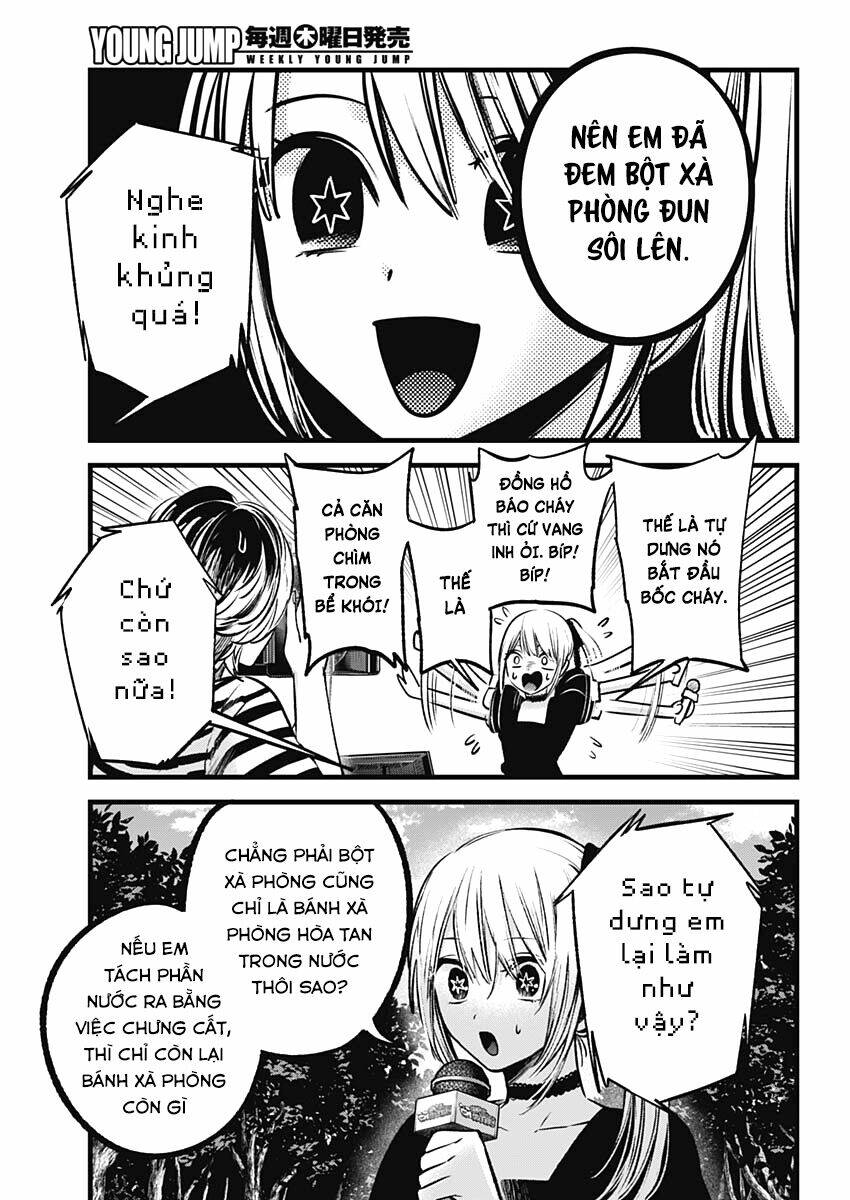 YOUNG JUMP 毎週木曜日発売
WEEKLY YOUNG JUMP
NÊN EM ĐÃ
ĐEM BỘT XÀ
PHÒNG ĐUN
SÔI LÊN.
Nghe
kinh
khủng
quá!
THẾ LÀ TỰ
DƯNG NÓ
BẮT ĐẦU
BỐC CHÁY.
ĐỒNG HỒ
BÁO CHÁY
THÌ CỨ VANG
INH ỎI. BÍP!
BÍP!
THẾ
LÀ
CẢ CĂN
PHÒNG
CHÌM
TRONG
BỂ KHÓI!
Chứ
còn
sao
nữa!
Sao tự
dưng em
lại làm
như
vậy?
CHẲNG PHẢI BỘT
XÀ PHÒNG CŨNG
CHỈ LÀ BÁNH XÀ
PHÒNG HÒA TAN
TRONG NƯỚC
THÔI SAO?
NẾU EM
TÁCH PHẦN
NƯỚC RA BẰNG
VIỆC CHƯNG CẤT,
THÌ CHỈ CÒN LẠI
BÁNH XÀ PHÒNG
CÒN GÌ